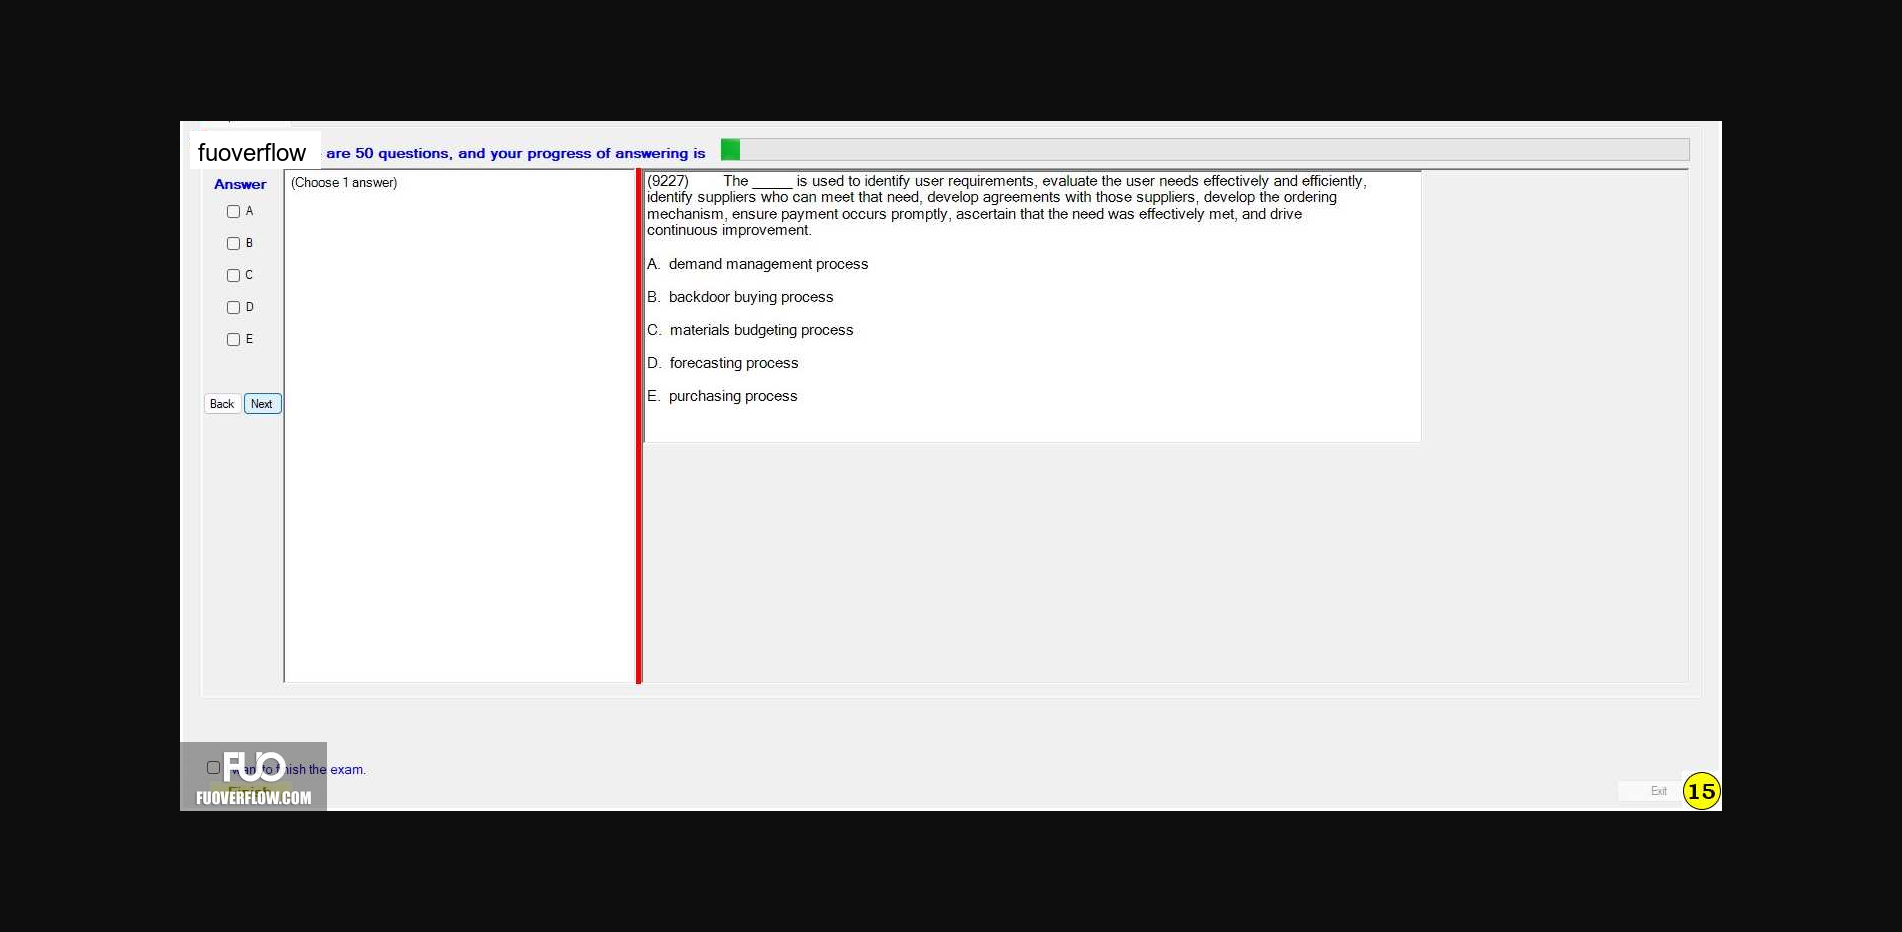 fuoverflow are 50 questions, and your progress of answering is
Answer
A
B
C
D
E
Back Next
(Choose 1 answer)
(9227) The _____ is used to identify user requirements, evaluate the user needs effectively and efficiently,
identify suppliers who can meet that need, develop agreements with those suppliers, develop the ordering
mechanism, ensure payment occurs promptly, ascertain that the need was effectively met, and drive
continuous improvement.
A. demand management process
B. backdoor buying process
C. materials budgeting process
D. forecasting process
E. purchasing process
FUO
want to finish the exam.
Finish
FUOVERFLOW.COM
Exit
15